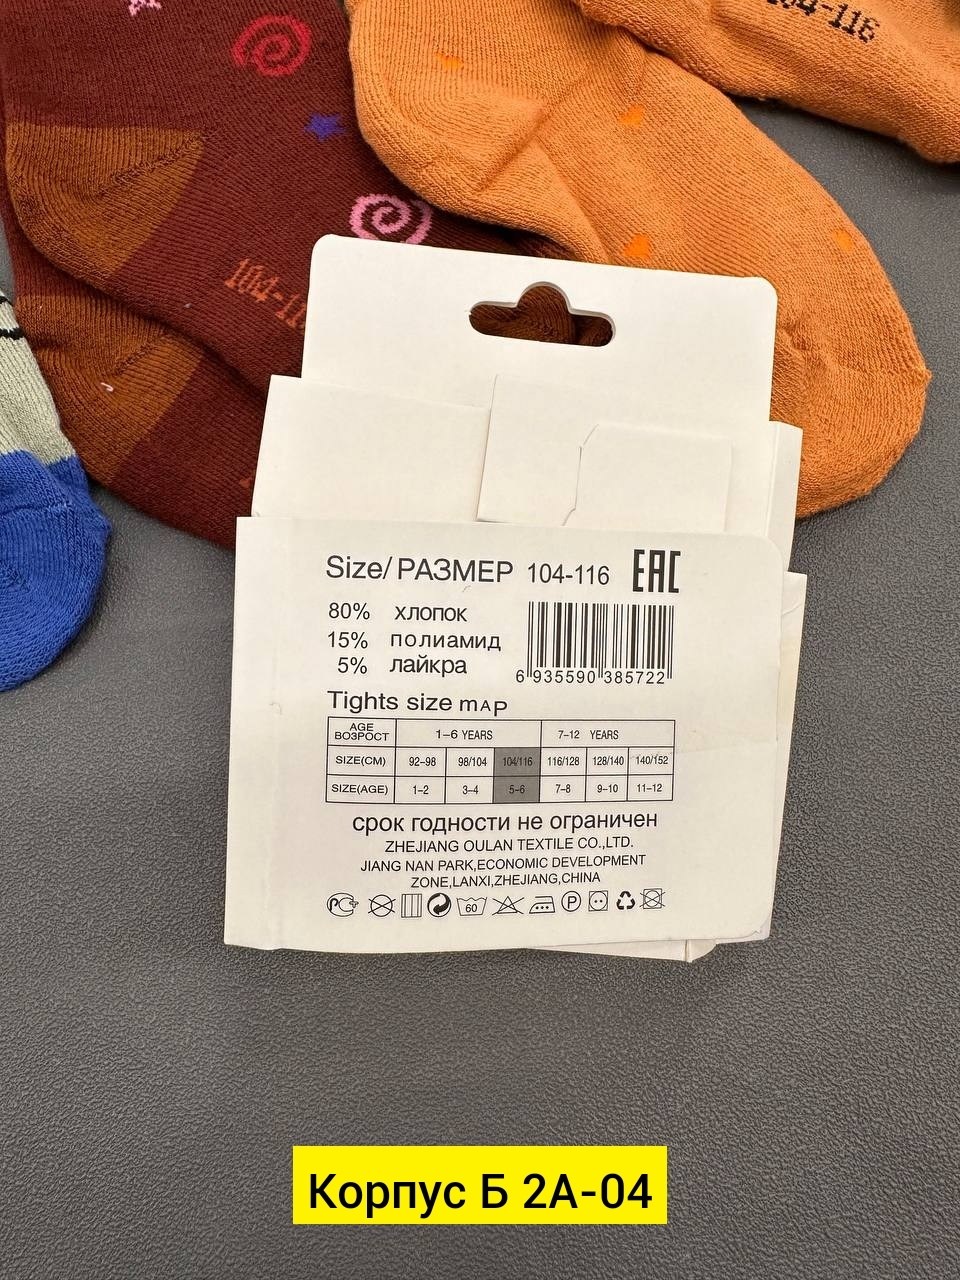 104-116
104-11
Size/РАЗМЕР 104-116 EAC
80% хлопок
15% полиамид
5% лайкра
6 935590 385722
Tights size mAP
AGE ВОЗРОСТ 1-6 YEARS 7-12 YEARS
SIZE(CM) 92-98 98/104 104/116 116/128 128/140 140/152
SIZE(AGE) 1-2 3-4 5-6 7-8 9-10 11-12
срок годности не ограничен
ZHEJIANG OULAN TEXTILE CO.,LTD.
JIANG NAN PARK,ECONOMIC DEVELOPMENT
ZONE,LANXI,ZHEJIANG,CHINA
60 P
Корпус Б 2А-04